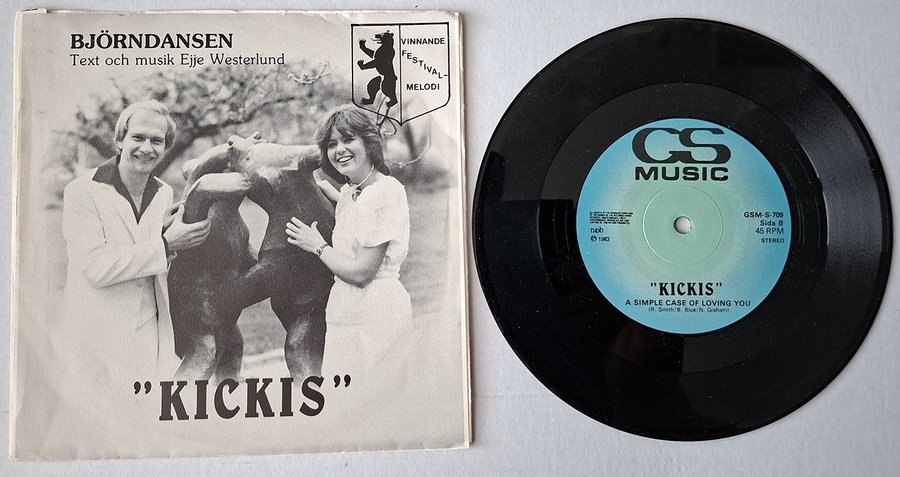 BJÖRNDANSEN
Text och musik Ejje Westerlund
VINNANDE
FESTIVAL-
MELODI
"KICKIS"
GS
MUSIC
GSM-S-709
Sida B
45 RPM
STEREO
ncb
℗ 1983
"KICKIS"
A SIMPLE CASE OF LOVING YOU
(R. Smith/B. Blue/N. Graham)